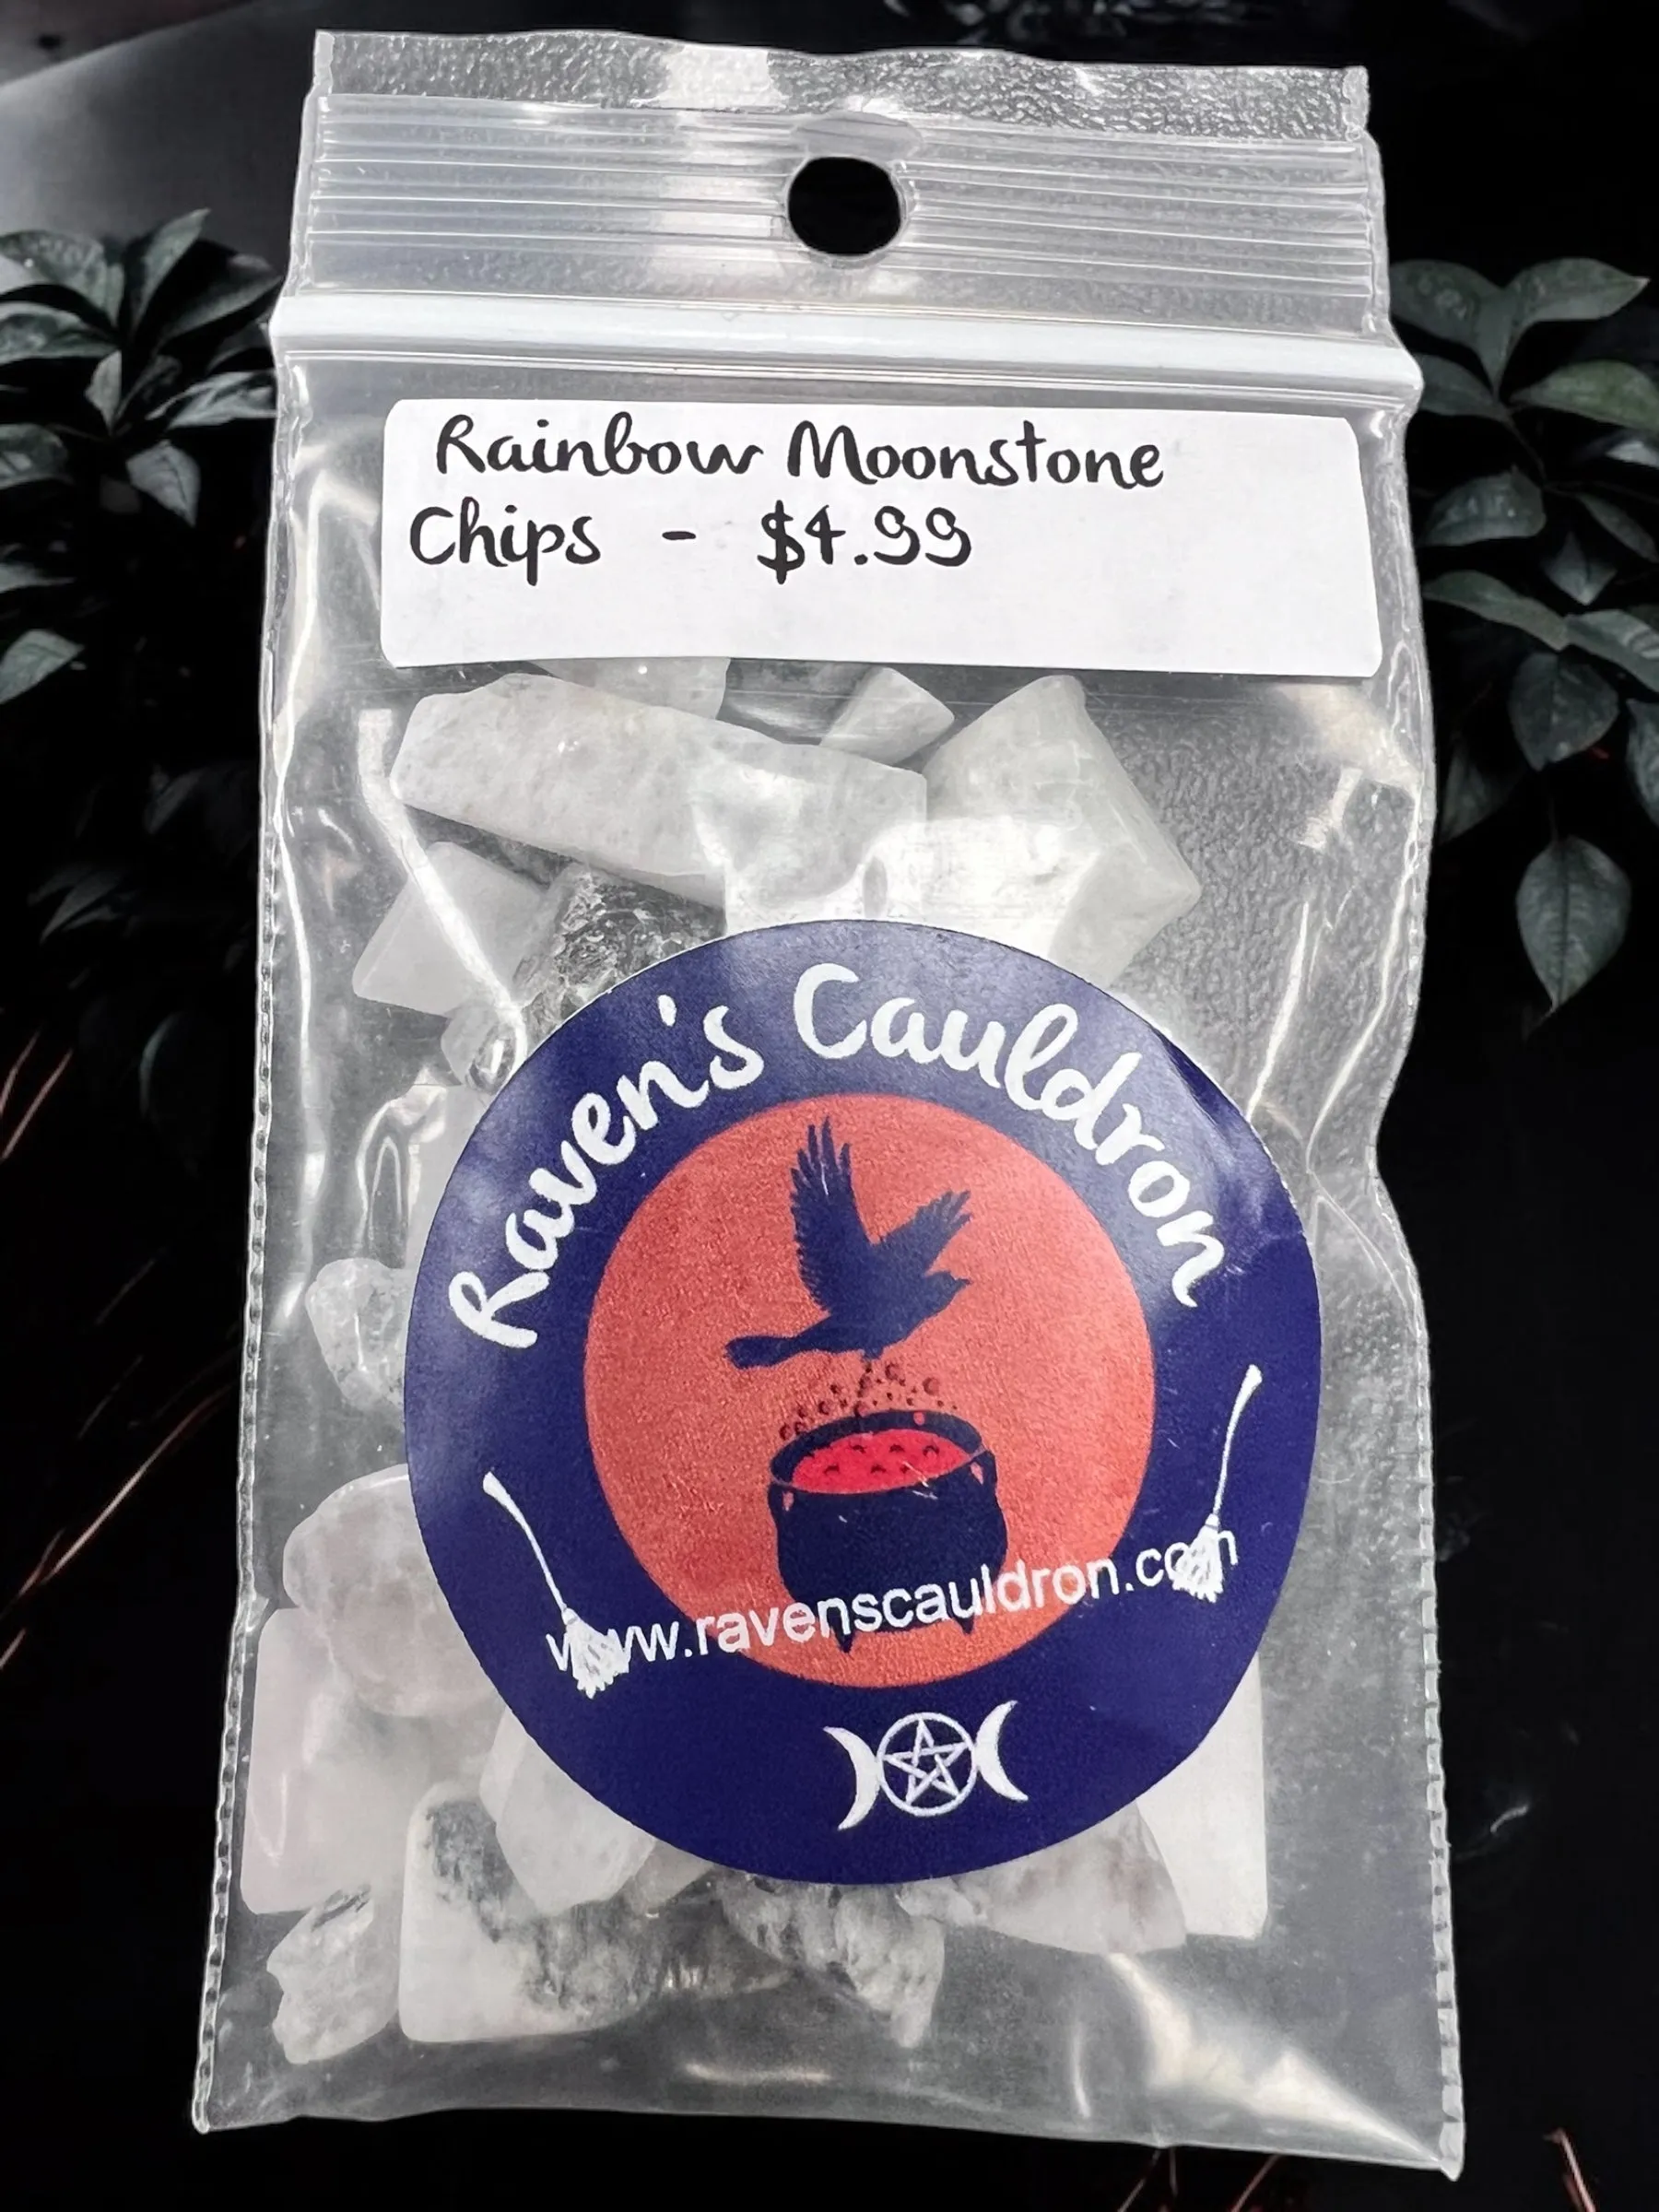 Rainbow Moonstone
Chips - $4.99
Raven's Cauldron
www.ravenscauldron.com